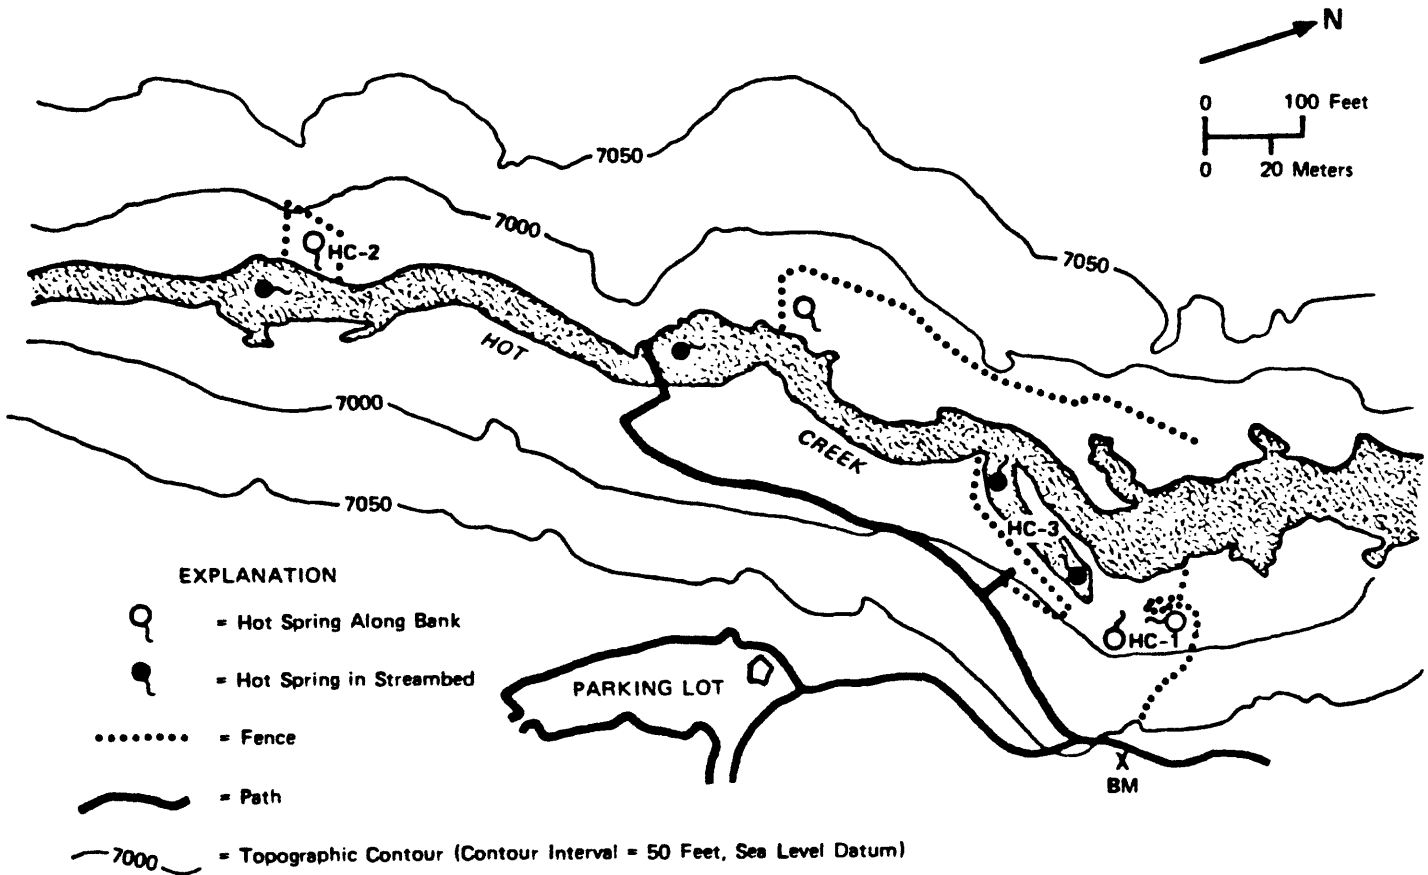 N
0 100 Feet
0 20 Meters
7050
7000
HC-2
7050
HOT
7000
CREEK
7050
HC-3
EXPLANATION
= Hot Spring Along Bank
HC-1
= Hot Spring in Streambed
PARKING LOT
= Fence
X
BM
= Path
7000 = Topographic Contour (Contour Interval = 50 Feet, Sea Level Datum)